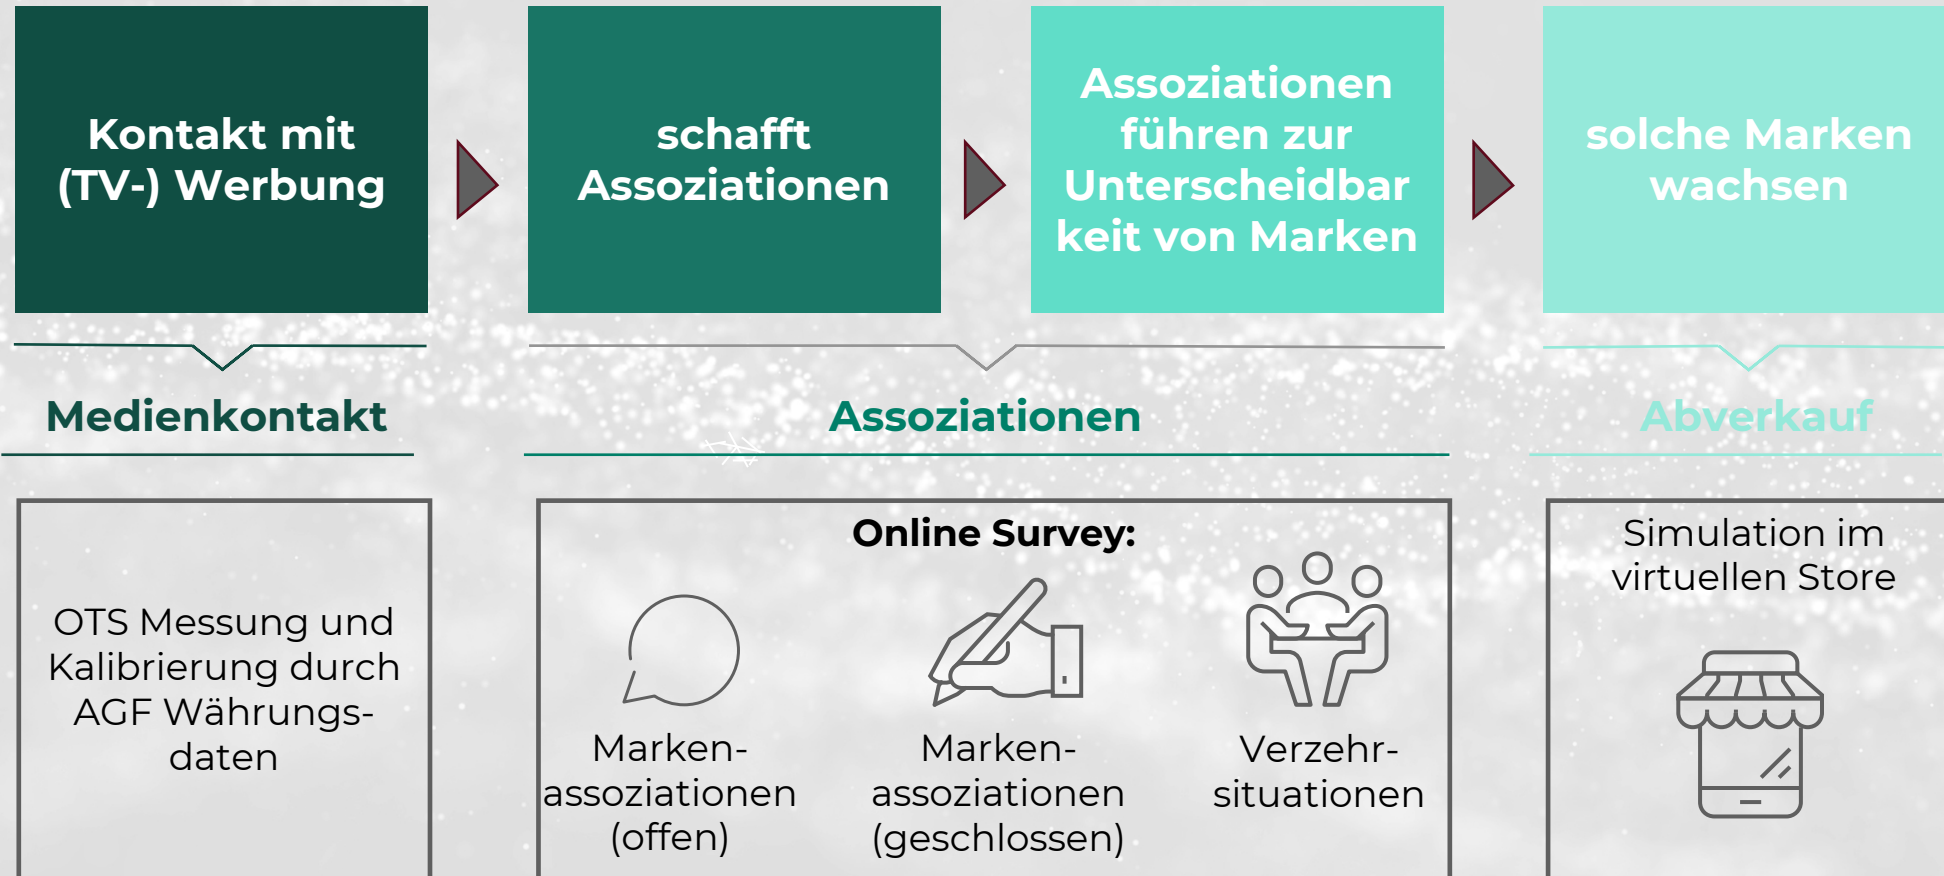 Kontakt mit
(TV-) Werbung
schafft
Assoziationen
Assoziationen
führen zur
Unterscheidbar
keit von Marken
solche Marken
wachsen
Medienkontakt
Assoziationen
Abverkauf
OTS Messung und
Kalibrierung durch
AGF Währungs-
daten
Online Survey:
Marken-
assoziationen
(offen)
Marken-
assoziationen
(geschlossen)
Verzehr-
situationen
Simulation im
virtuellen Store